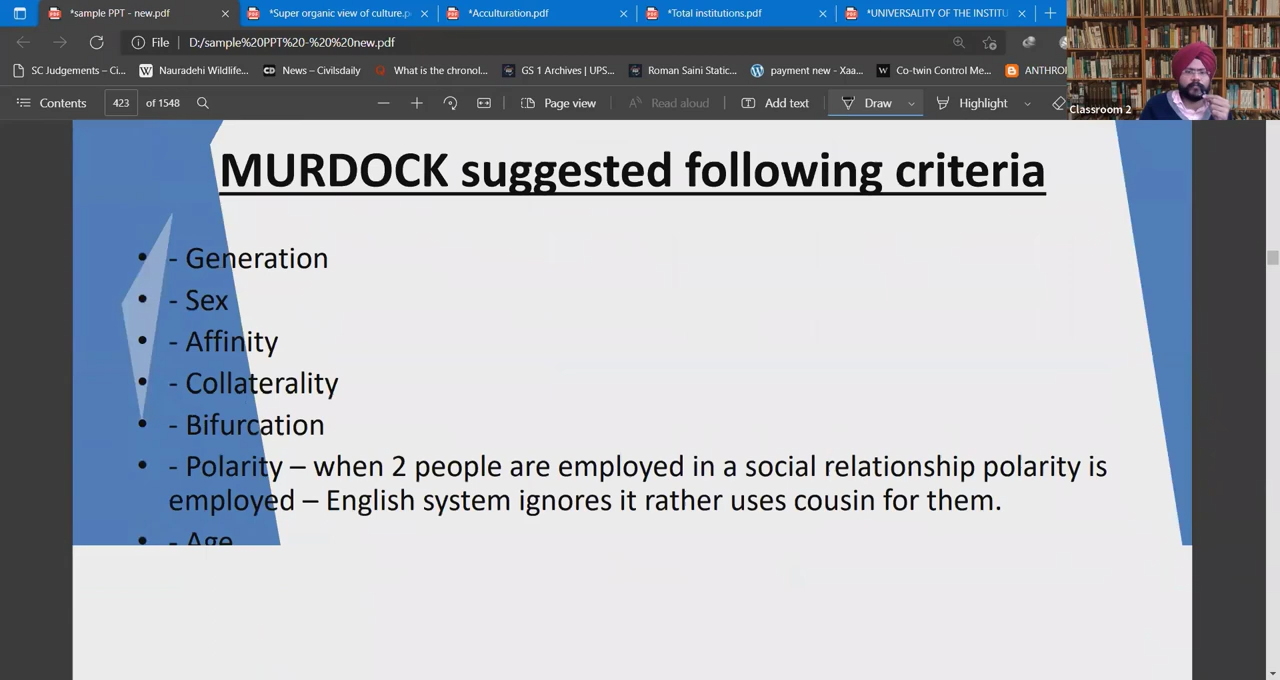 *sample PPT - new.pdf
*Super organic view of culture.p
*Acculturation.pdf
*Total institutions.pdf
*UNIVERSALITY OF THE INSTITU
File D:/sample%20PPT%20-%20%20new.pdf
SC Judgements – Ci...
Nauradehi Wildlife...
News – Civilsdaily
What is the chronol...
GS 1 Archives | UPS...
Roman Saini Static...
payment new - Xaa...
Co-twin Control Me...
ANTHRO
Classroom 2
Contents 423 of 1548 Page view Read aloud Add text Draw Highlight
MURDOCK suggested following criteria
• - Generation
• - Sex
• - Affinity
• - Collaterality
• - Bifurcation
• - Polarity – when 2 people are employed in a social relationship polarity is
employed – English system ignores it rather uses cousin for them.
• - Age